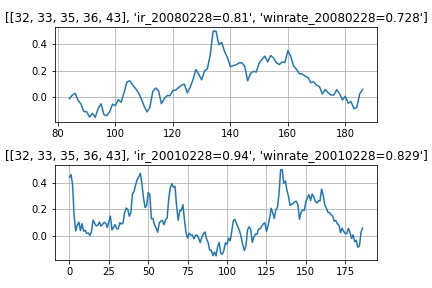 [[32, 33, 35, 36, 43], 'ir_20080228=0.81', 'winrate_20080228=0.728']
0.4
0.2
0.0
80 100 120 140 160 180
[[32, 33, 35, 36, 43], 'ir_20010228=0.94', 'winrate_20010228=0.829']
0.4
0.2
0.0
0 25 50 75 100 125 150 175